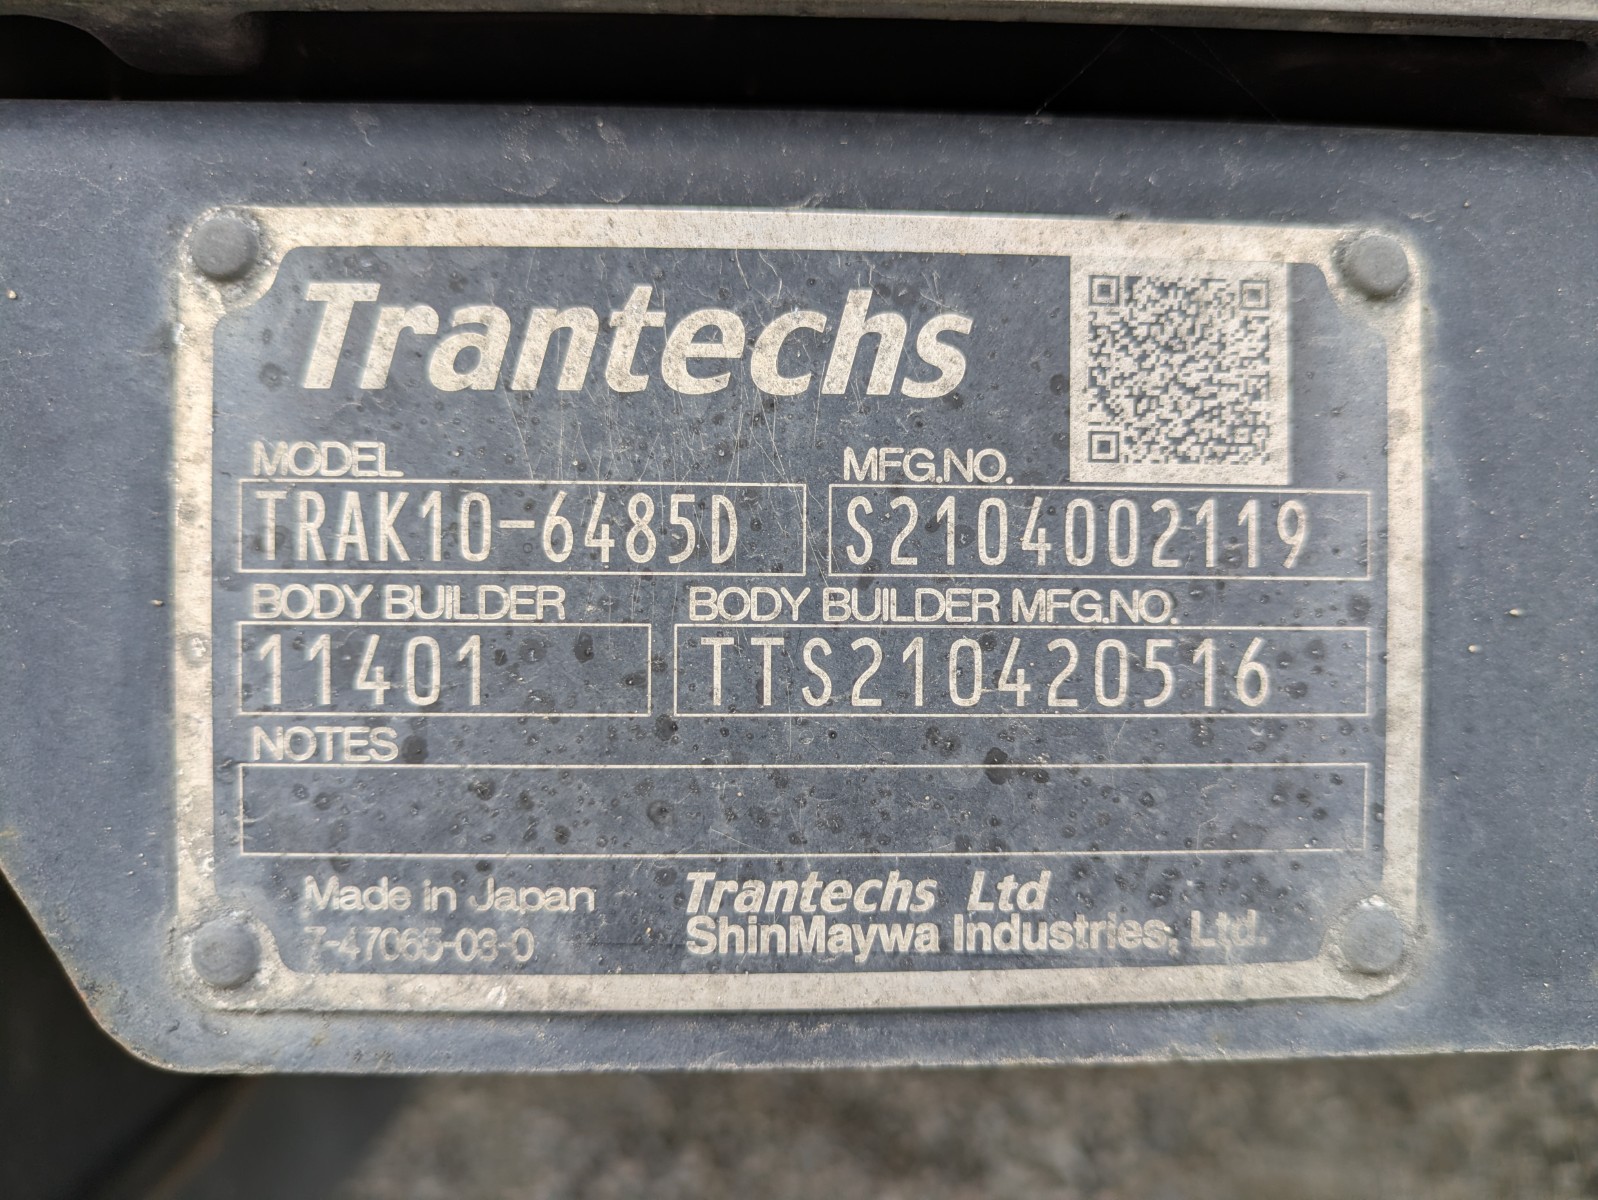 Trantechs
MODEL MFG.NO.
TRAK10-6485D S2104002119
BODY BUILDER BODY BUILDER MFG.NO.
11401 TTS210420516
NOTES
Made in Japan Trantechs Ltd
7-47065-03-0 ShinMaywa Industries, Ltd.